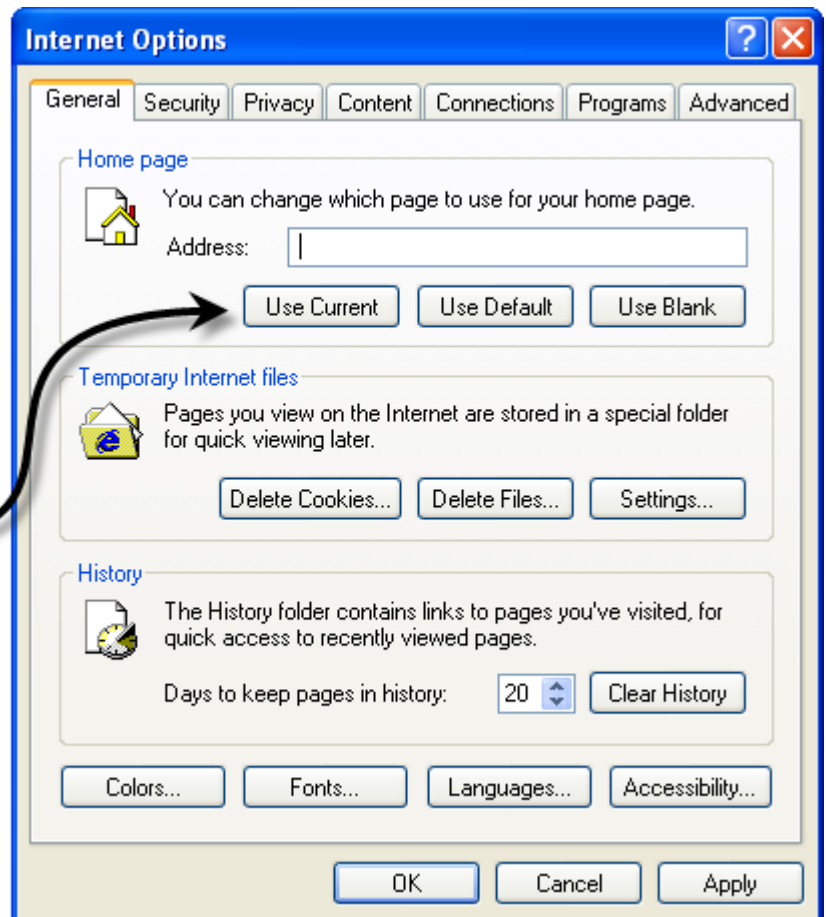 Internet Options
General Security Privacy Content Connections Programs Advanced
Home page
You can change which page to use for your home page.
Address:
Use Current Use Default Use Blank
Temporary Internet files
Pages you view on the Internet are stored in a special folder
for quick viewing later.
Delete Cookies... Delete Files... Settings...
History
The History folder contains links to pages you've visited, for
quick access to recently viewed pages.
Days to keep pages in history: 20 Clear History
Colors... Fonts... Languages... Accessibility...
OK Cancel Apply